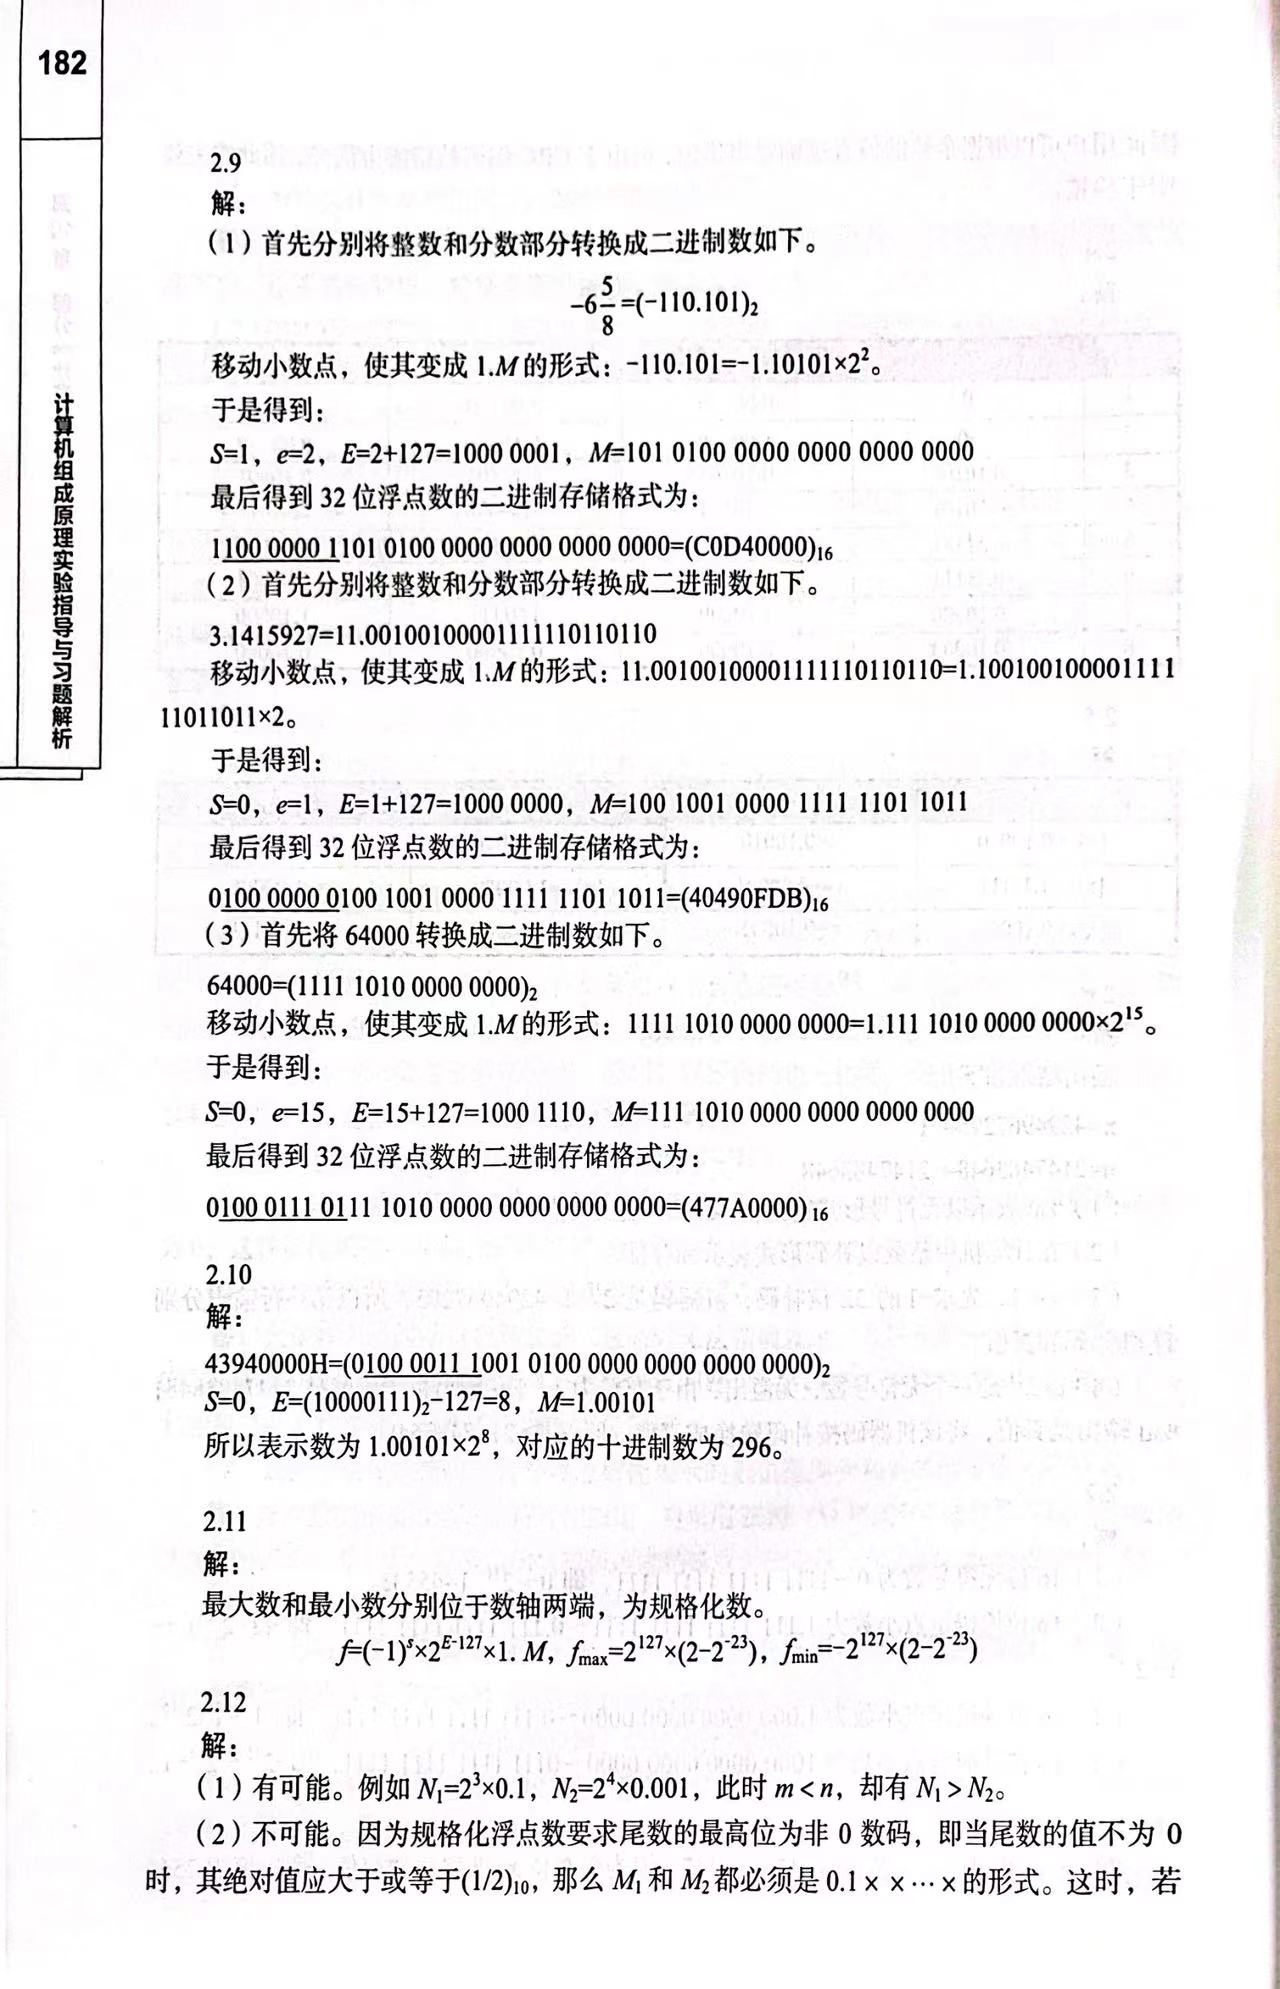 182
计算机组成原理实验指导与习题解析
2.9
解：
（1）首先分别将整数和分数部分转换成二进制数如下。
-6 5/8 =(-110.101)₂
移动小数点，使其变成 1.M 的形式：-110.101=-1.10101×2²。
于是得到：
S=1，e=2，E=2+127=1000 0001，M=101 0100 0000 0000 0000 0000
最后得到 32 位浮点数的二进制存储格式为：
1100 0000 1101 0100 0000 0000 0000 0000=(C0D40000)₁₆
（2）首先分别将整数和分数部分转换成二进制数如下。
3.1415927=11.00100100001111110110110
移动小数点，使其变成 1.M 的形式：11.00100100001111110110110=1.100100100001111
11011011×2。
于是得到：
S=0，e=1，E=1+127=1000 0000，M=100 1001 0000 1111 1101 1011
最后得到 32 位浮点数的二进制存储格式为：
0100 0000 0100 1001 0000 1111 1101 1011=(40490FDB)₁₆
（3）首先将 64000 转换成二进制数如下。
64000=(1111 1010 0000 0000)₂
移动小数点，使其变成 1.M 的形式：1111 1010 0000 0000=1.111 1010 0000 0000×2¹⁵。
于是得到：
S=0，e=15，E=15+127=1000 1110，M=111 1010 0000 0000 0000 0000
最后得到 32 位浮点数的二进制存储格式为：
0100 0111 0111 1010 0000 0000 0000 0000=(477A0000)₁₆
2.10
解：
43940000H=(0100 0011 1001 0100 0000 0000 0000 0000)₂
S=0，E=(10000111)₂-127=8，M=1.00101
所以表示数为 1.00101×2⁸，对应的十进制数为 296。
2.11
解：
最大数和最小数分别位于数轴两端，为规格化数。
f=(-1)ˢ×2ᴱ⁻¹²⁷×1. M，fmax=2¹²⁷×(2-2⁻²³)，fmin=-2¹²⁷×(2-2⁻²³)
2.12
解：
（1）有可能。例如 N₁=2³×0.1，N₂=2⁴×0.001，此时 m＜n，却有 N₁＞N₂。
（2）不可能。因为规格化浮点数要求尾数的最高位为非 0 数码，即当尾数的值不为 0
时，其绝对值应大于或等于(1/2)₁₀，那么 M₁ 和 M₂ 都必须是 0.1× ×⋯×的形式。这时，若